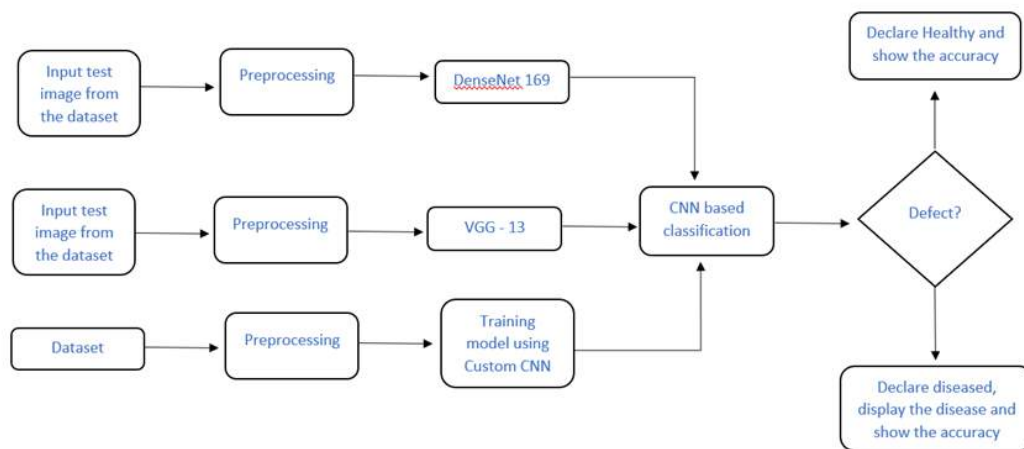 Input test
image from
the dataset
Preprocessing
DenseNet 169
Declare Healthy and
show the accuracy
Input test
image from
the dataset
Preprocessing
VGG - 13
CNN based
classification
Defect?
Dataset
Preprocessing
Training
model using
Custom CNN
Declare diseased,
display the disease and
show the accuracy